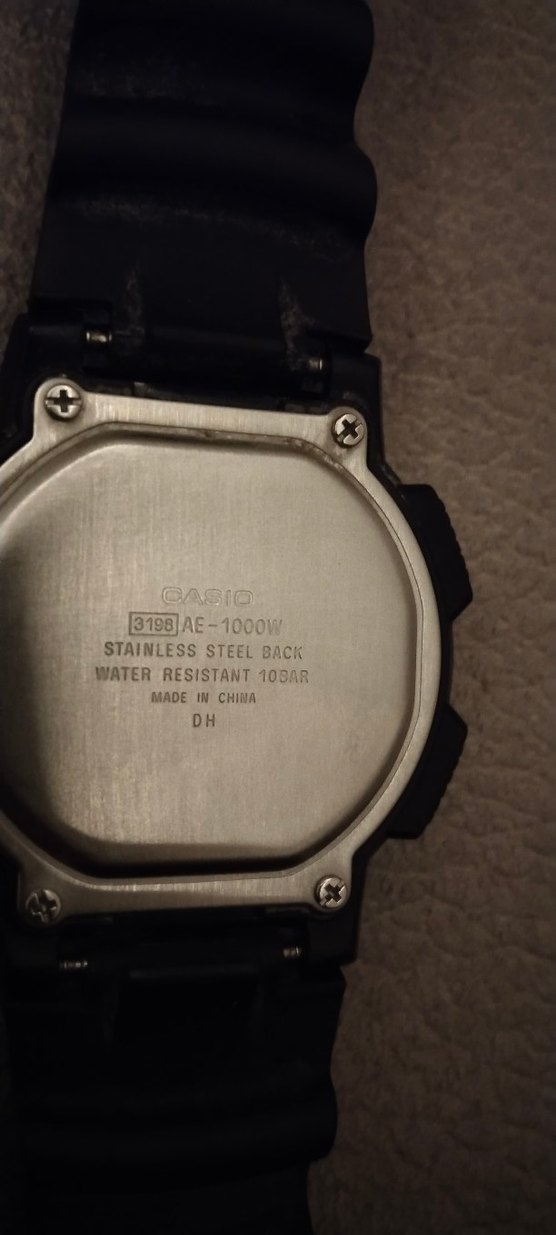 CASIO
3198 AE-1000W
STAINLESS STEEL BACK
WATER RESISTANT 10BAR
MADE IN CHINA
DH